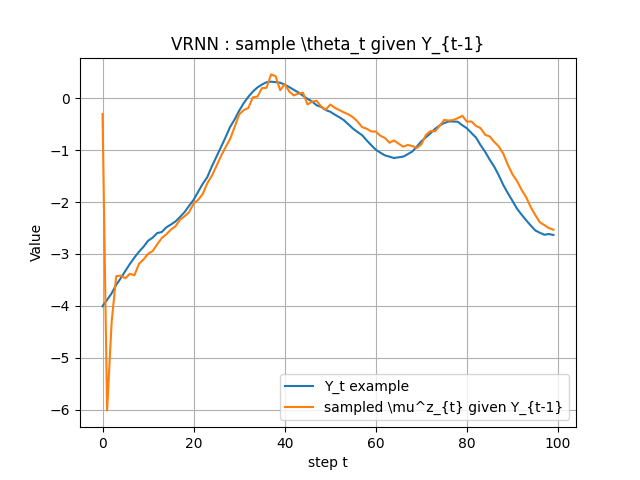 VRNN : sample \theta_t given Y_{t-1}
Value
0
−1
−2
−3
−4
−5
−6
0 20 40 60 80 100
step t
Y_t example
sampled \mu^z_{t} given Y_{t-1}